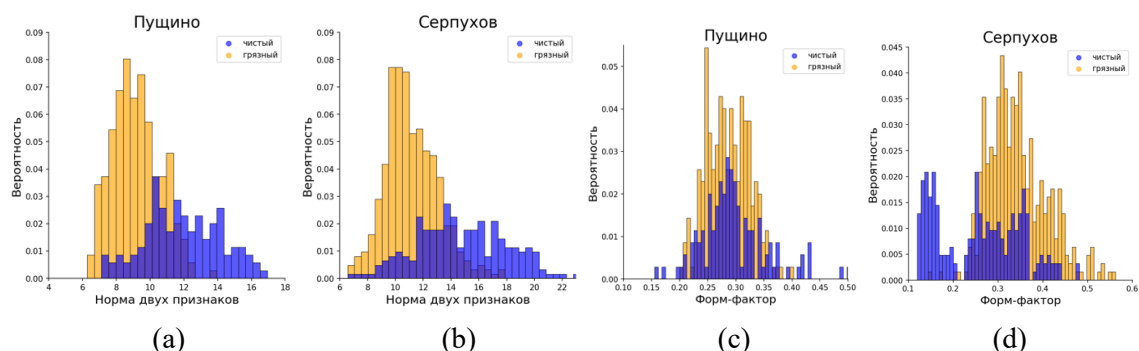 Пущино
чистый
грязный
Вероятность
0.09
0.08
0.07
0.06
0.05
0.04
0.03
0.02
0.01
0.00
4 6 8 10 12 14 16 18
Норма двух признаков
(a)
Серпухов
чистый
грязный
Вероятность
0.09
0.08
0.07
0.06
0.05
0.04
0.03
0.02
0.01
0.00
6 8 10 12 14 16 18 20 22
Норма двух признаков
(b)
Пущино
чистый
грязный
Вероятность
0.05
0.04
0.03
0.02
0.01
0.00
0.10 0.15 0.20 0.25 0.30 0.35 0.40 0.45 0.50
Форм-фактор
(c)
Серпухов
чистый
грязный
Вероятность
0.045
0.040
0.035
0.030
0.025
0.020
0.015
0.010
0.005
0.000
0.1 0.2 0.3 0.4 0.5 0.6
Форм-фактор
(d)